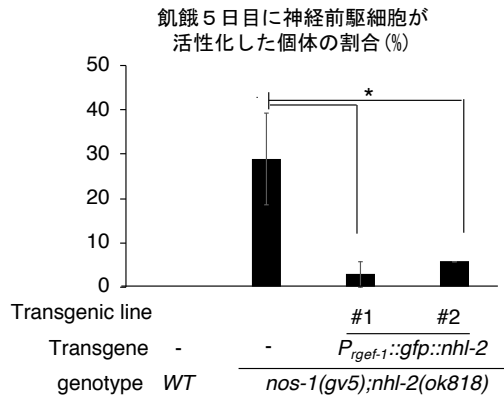 飢餓５日目に神経前駆細胞が
活性化した個体の割合(%)
50
40
30
20
10
0
*
Transgenic line #1 #2
Transgene - - Prgef-1::gfp::nhl-2
genotype WT nos-1(gv5);nhl-2(ok818)